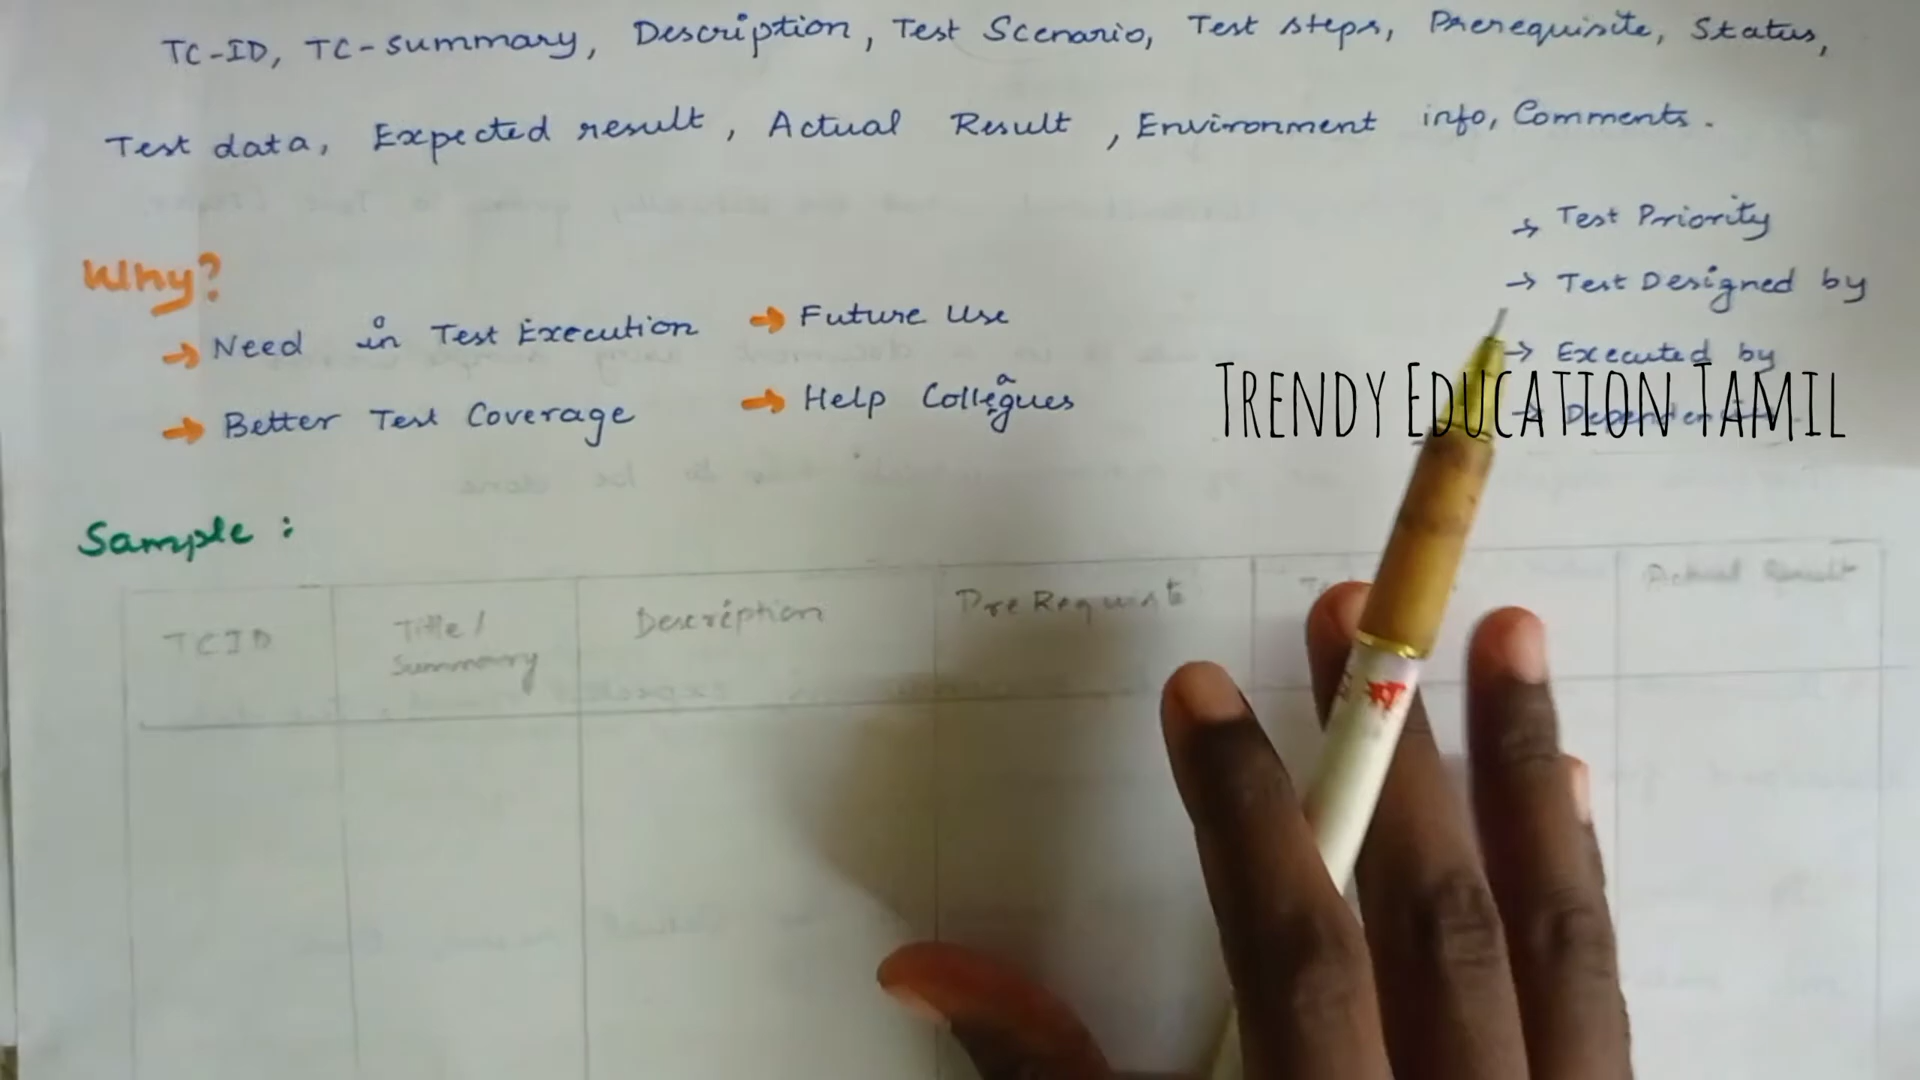 TC-ID, TC-summary, Description, Test Scenario, Test steps, Prerequisite, Status,
Test data, Expected result, Actual Result, Environment info, Comments.
→ Test Priority
→ Test Designed by
→ Executed by
Why?
→ Need in Test Execution
→ Better Test Coverage
→ Future Use
→ Help Collegues
a
TRENDY EDUCATION TAMIL
Sample :
TCID
Title/
Summary
Description
PreRequisite
Actual Result